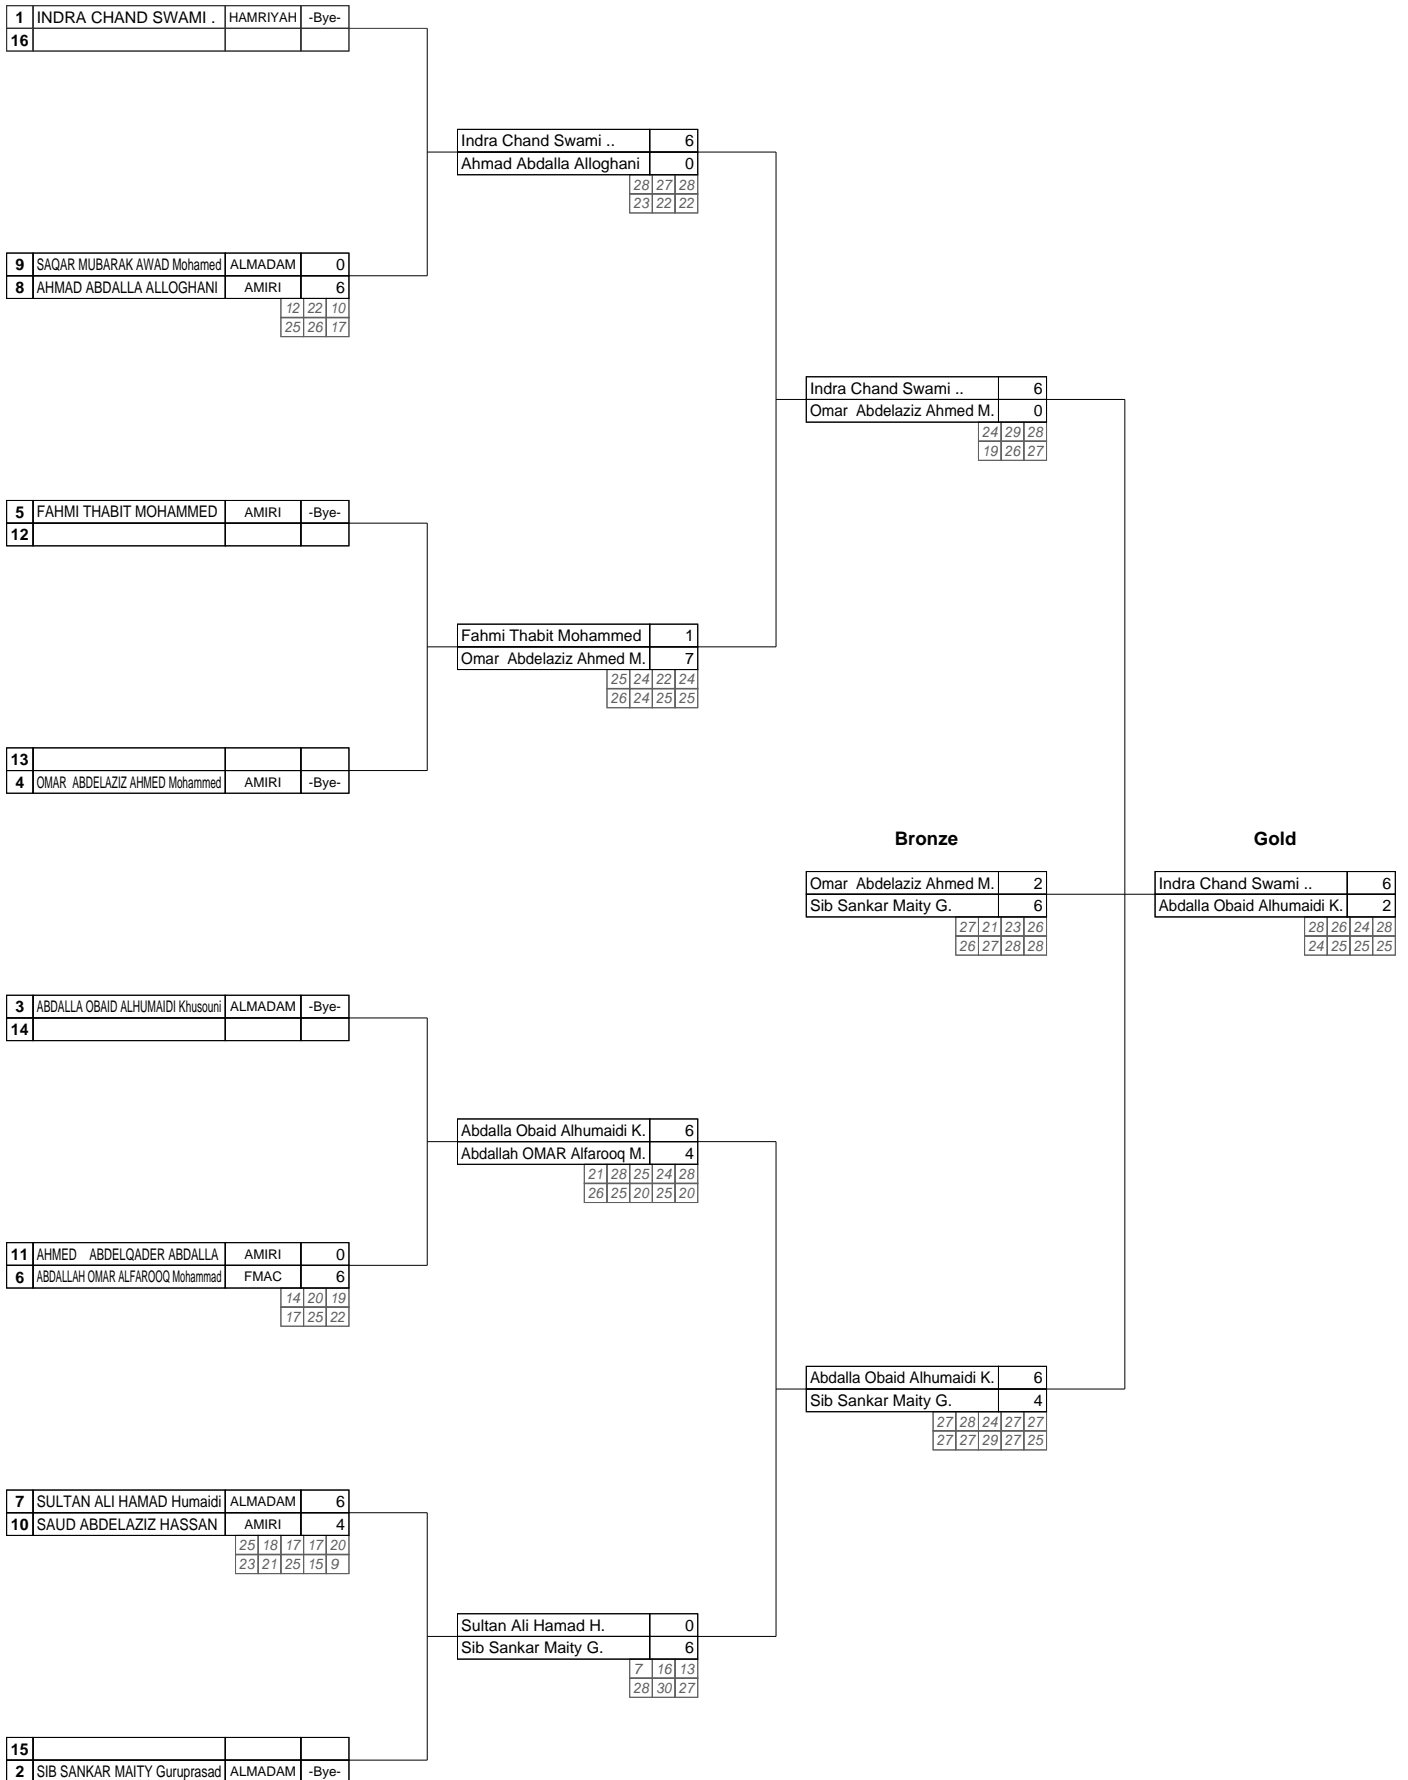 1 INDRA CHAND SWAMI . HAMRIYAH -Bye-
16
Indra Chand Swami .. 6
Ahmad Abdalla Alloghani 0
28 27 28
23 22 22
9 SAQAR MUBARAK AWAD Mohamed ALMADAM 0
8 AHMAD ABDALLA ALLOGHANI AMIRI 6
12 22 10
25 26 17
Indra Chand Swami .. 6
Omar Abdelaziz Ahmed M. 0
24 29 28
19 26 27
5 FAHMI THABIT MOHAMMED AMIRI -Bye-
12
Fahmi Thabit Mohammed 1
Omar Abdelaziz Ahmed M. 7
25 24 22 24
26 24 25 25
13
4 OMAR ABDELAZIZ AHMED Mohammed AMIRI -Bye-
Bronze Gold
Omar Abdelaziz Ahmed M. 2 Indra Chand Swami .. 6
Sib Sankar Maity G. 6 Abdalla Obaid Alhumaidi K. 2
27 21 23 26 28 26 24 28
26 27 28 28 24 25 25 25
3 ABDALLA OBAID ALHUMAIDI Khusouni ALMADAM -Bye-
14
Abdalla Obaid Alhumaidi K. 6
Abdallah OMAR Alfarooq M. 4
21 28 25 24 28
26 25 20 25 20
11 AHMED ABDELQADER ABDALLA AMIRI 0
6 ABDALLAH OMAR ALFAROOQ Mohammad FMAC 6
14 20 19
17 25 22
Abdalla Obaid Alhumaidi K. 6
Sib Sankar Maity G. 4
27 28 24 27 27
27 27 29 27 25
7 SULTAN ALI HAMAD Humaidi ALMADAM 6
10 SAUD ABDELAZIZ HASSAN AMIRI 4
25 18 17 17 20
23 21 25 15 9
Sultan Ali Hamad H. 0
Sib Sankar Maity G. 6
7 16 13
28 30 27
15
2 SIB SANKAR MAITY Guruprasad ALMADAM -Bye-